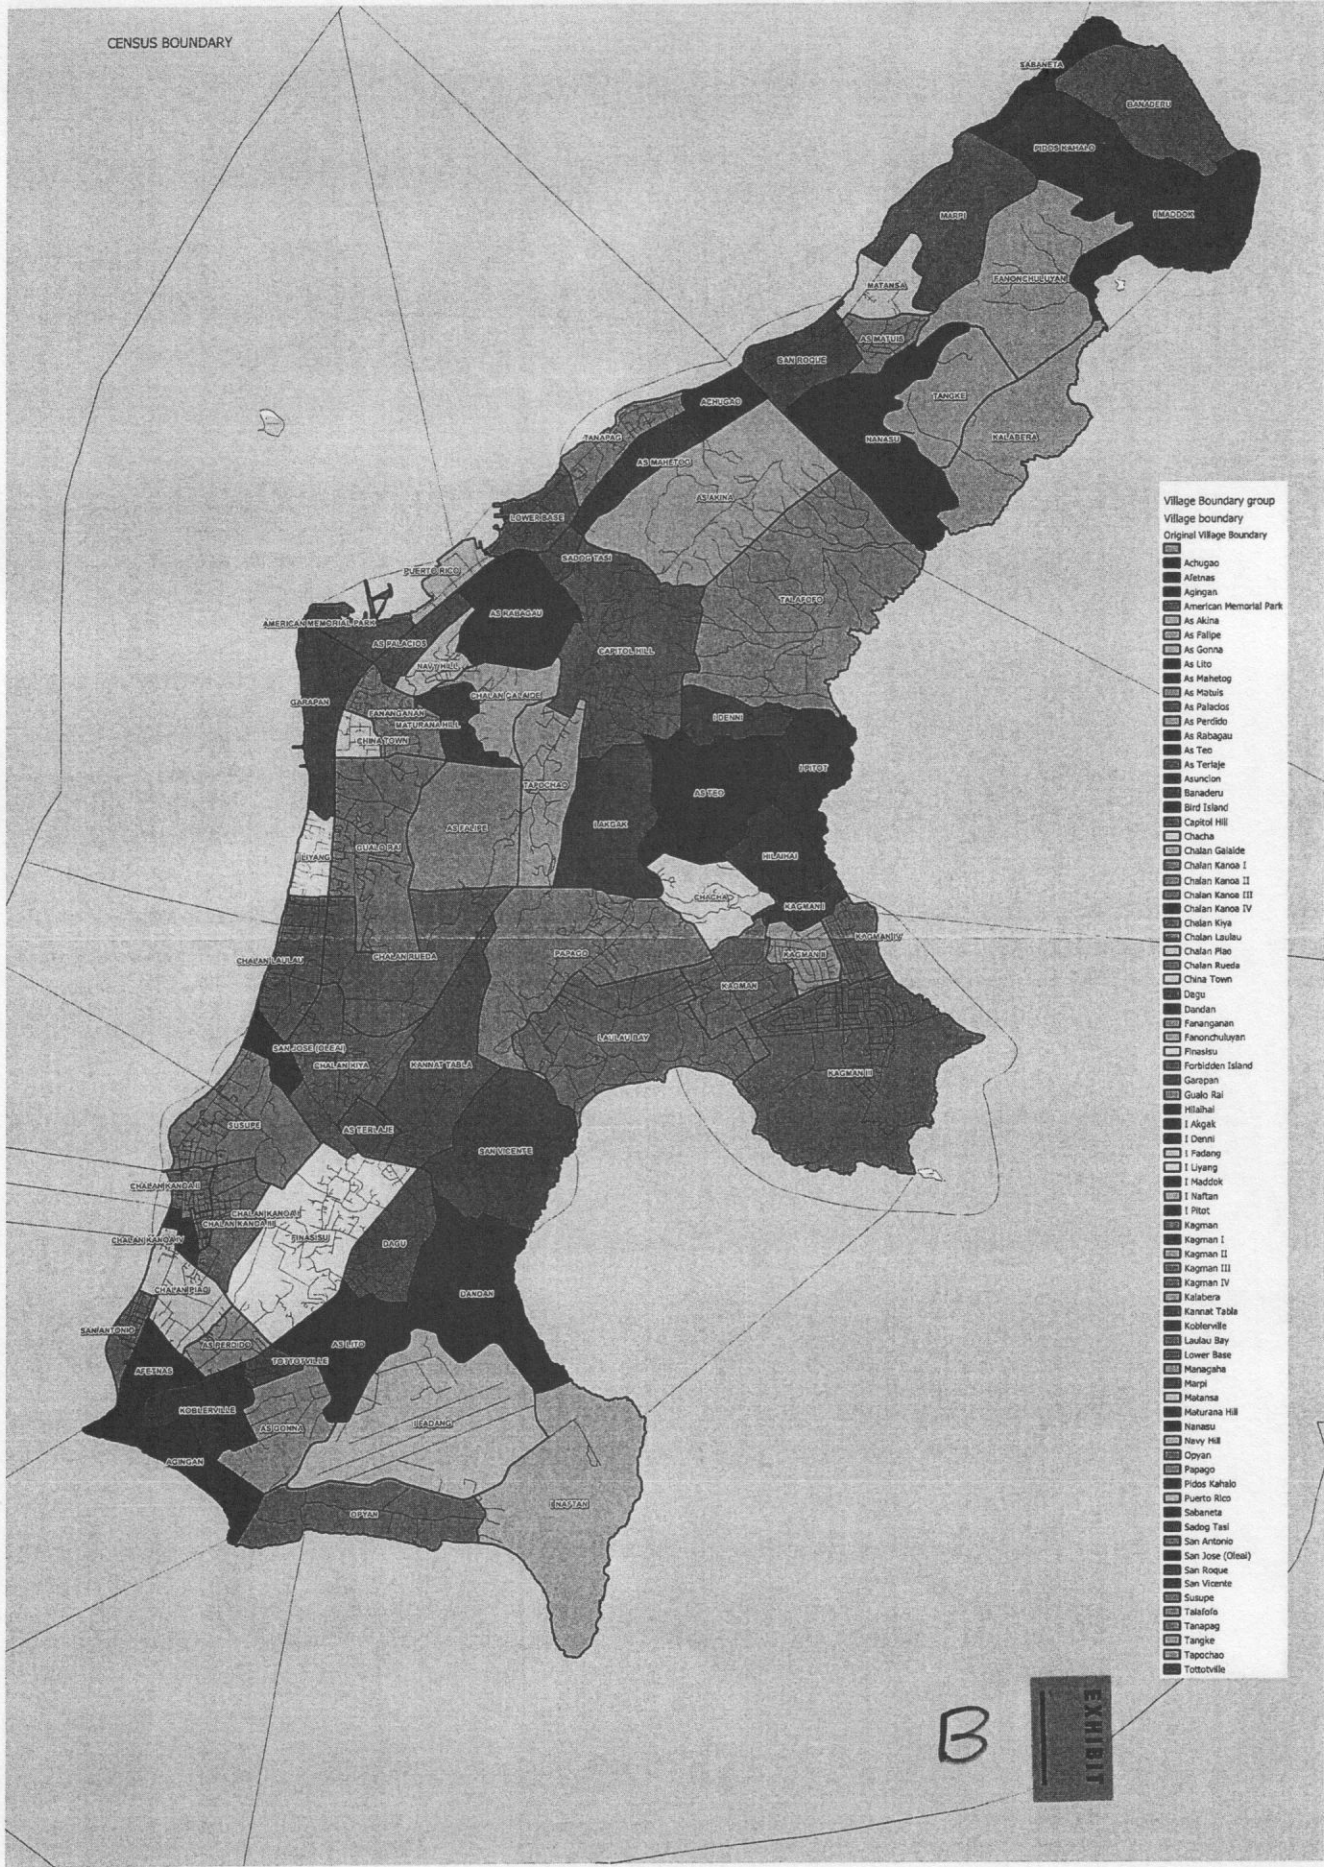 CENSUS BOUNDARY
SABANETA
BANADERU
PIDOS KAHALO
I MADDOK
MARPI
FANONCHULUYAN
MATANSA
AS MATUIS
SAN ROQUE
TANGKE
ACHUGAO
NANASU
KALABERA
TANAPAG
AS MAHETOG
AS AKINA
LOWER BASE
SADOG TASI
PUERTO RICO
TALAFOFO
AS RABAGAU
AMERICAN MEMORIAL PARK
AS PALACIOS
CAPITOL HILL
NAVY HILL
CHALAN GALAIDE
GARAPAN
FANANGANAN
MATURANA HILL
I DENNI
CHINA TOWN
I PITOT
TAPOCHAO
AS TEO
I AKGAK
AS FALIPE
GUALO RAI
I LIYANG
HILAIHAI
CHACHA
KAGMAN I
KAGMAN IV
CHALAN LAULAU
CHALAN RUEDA
PAPAGO
KAGMAN II
KAGMAN
LAULAU BAY
SAN JOSE (OLEAI)
CHALAN KIYA
KANNAT TABLA
KAGMAN III
SUSUPE
AS TERLAJE
SAN VICENTE
CHALAN KANOA II
CHALAN KANOA I
CHALAN KANOA III
CHALAN KANOA IV
FINASISU
DAGU
CHALAN PIAO
DANDAN
SAN ANTONIO
AS PERDIDO
AS LITO
TOTTOTVILLE
AFETNAS
KOBLERVILLE
AS GONNA
I FADANG
AGINGAN
I NAFTAN
OPYAN
Village Boundary group
Village boundary
Original Village Boundary
Achugao
Afetnas
Agingan
American Memorial Park
As Akina
As Falipe
As Gonna
As Lito
As Mahetog
As Matuis
As Palacios
As Perdido
As Rabagau
As Teo
As Terlaje
Asuncion
Banaderu
Bird Island
Capitol Hill
Chacha
Chalan Galaide
Chalan Kanoa I
Chalan Kanoa II
Chalan Kanoa III
Chalan Kanoa IV
Chalan Kiya
Chalan Laulau
Chalan Piao
Chalan Rueda
China Town
Dagu
Dandan
Fananganan
Fanonchuluyan
Finasisu
Forbidden Island
Garapan
Gualo Rai
Hilaihai
I Akgak
I Denni
I Fadang
I Liyang
I Maddok
I Naftan
I Pitot
Kagman
Kagman I
Kagman II
Kagman III
Kagman IV
Kalabera
Kannat Tabla
Koblerville
Laulau Bay
Lower Base
Managaha
Marpi
Matansa
Maturana Hill
Nanasu
Navy Hill
Opyan
Papago
Pidos Kahalo
Puerto Rico
Sabaneta
Sadog Tasi
San Antonio
San Jose (Oleai)
San Roque
San Vicente
Susupe
Talafofo
Tanapag
Tangke
Tapochao
Tottotville
B
EXHIBIT